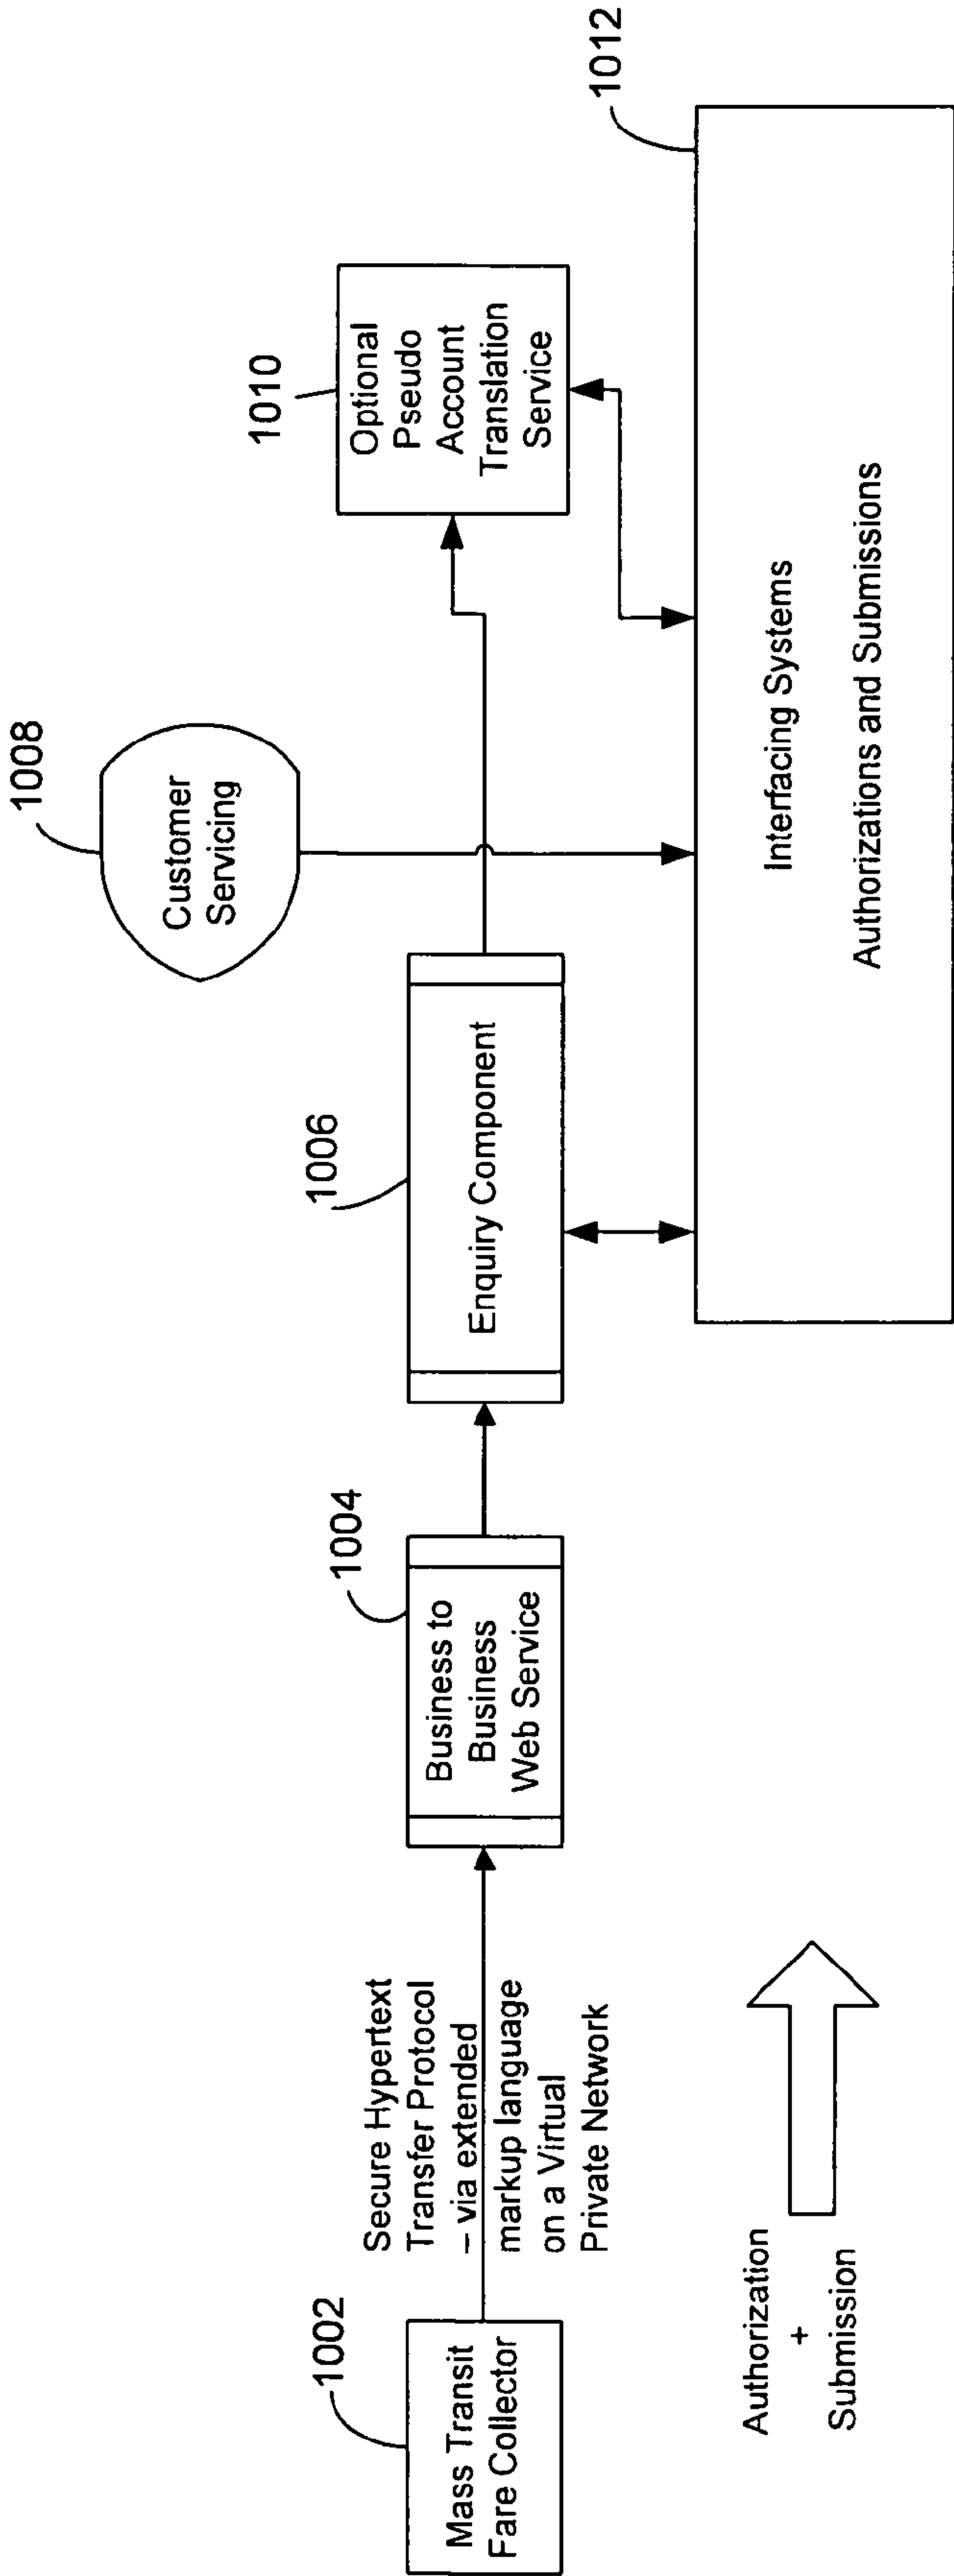 1002
Mass Transit
Fare Collector
Secure Hypertext
Transfer Protocol
– via extended
markup language
on a Virtual
Private Network
1004
Business to
Business
Web Service
1006
Enquiry Component
1008
Customer
Servicing
1010
Optional
Pseudo
Account
Translation
Service
1012
Interfacing Systems
Authorizations and Submissions
Authorization
+
Submission